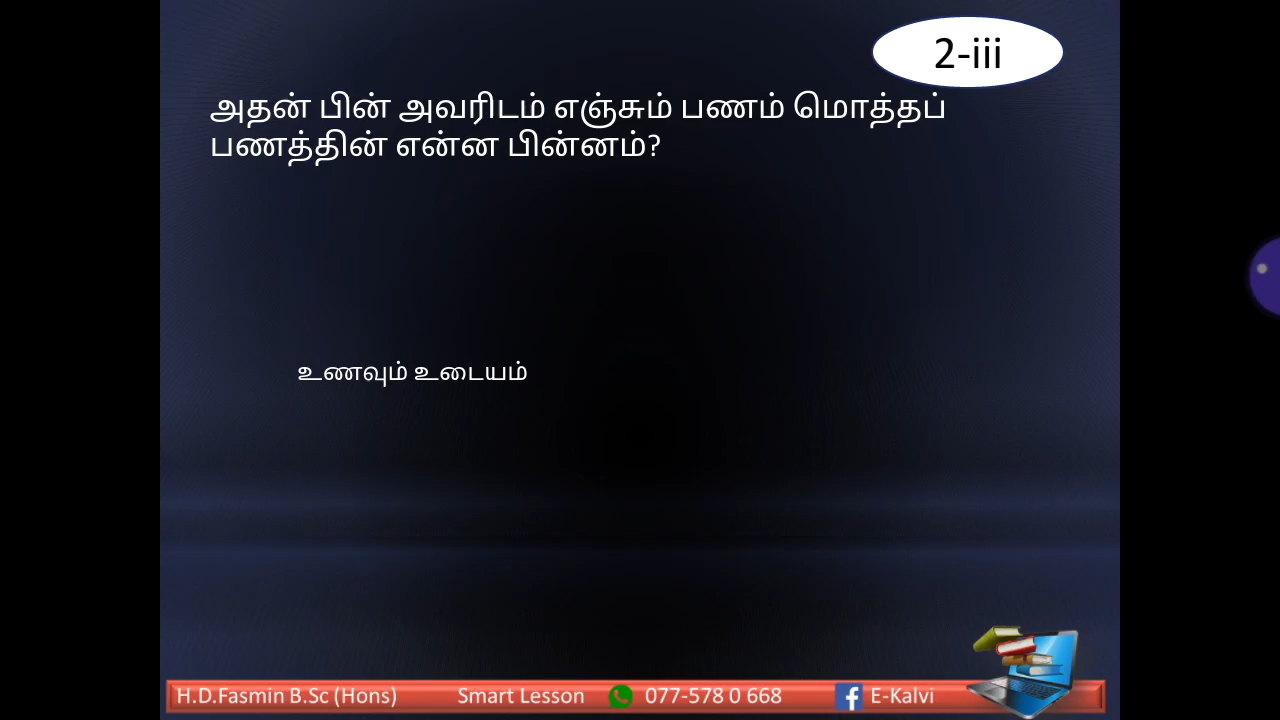 2-iii
அதன் பின் அவரிடம் எஞ்சும் பணம் மொத்தப்
பணத்தின் என்ன பின்னம்?
உணவும் உடையம்
H.D.Fasmin B.Sc (Hons) Smart Lesson 077-578 0 668 E-Kalvi